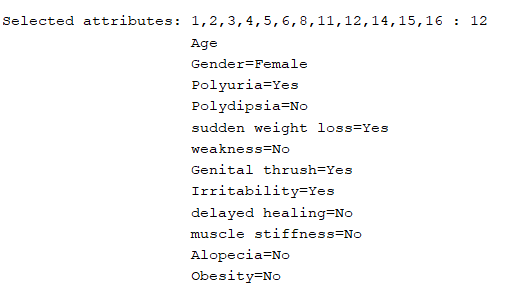 Selected attributes: 1,2,3,4,5,6,8,11,12,14,15,16 : 12
Age
Gender=Female
Polyuria=Yes
Polydipsia=No
sudden weight loss=Yes
weakness=No
Genital thrush=Yes
Irritability=Yes
delayed healing=No
muscle stiffness=No
Alopecia=No
Obesity=No